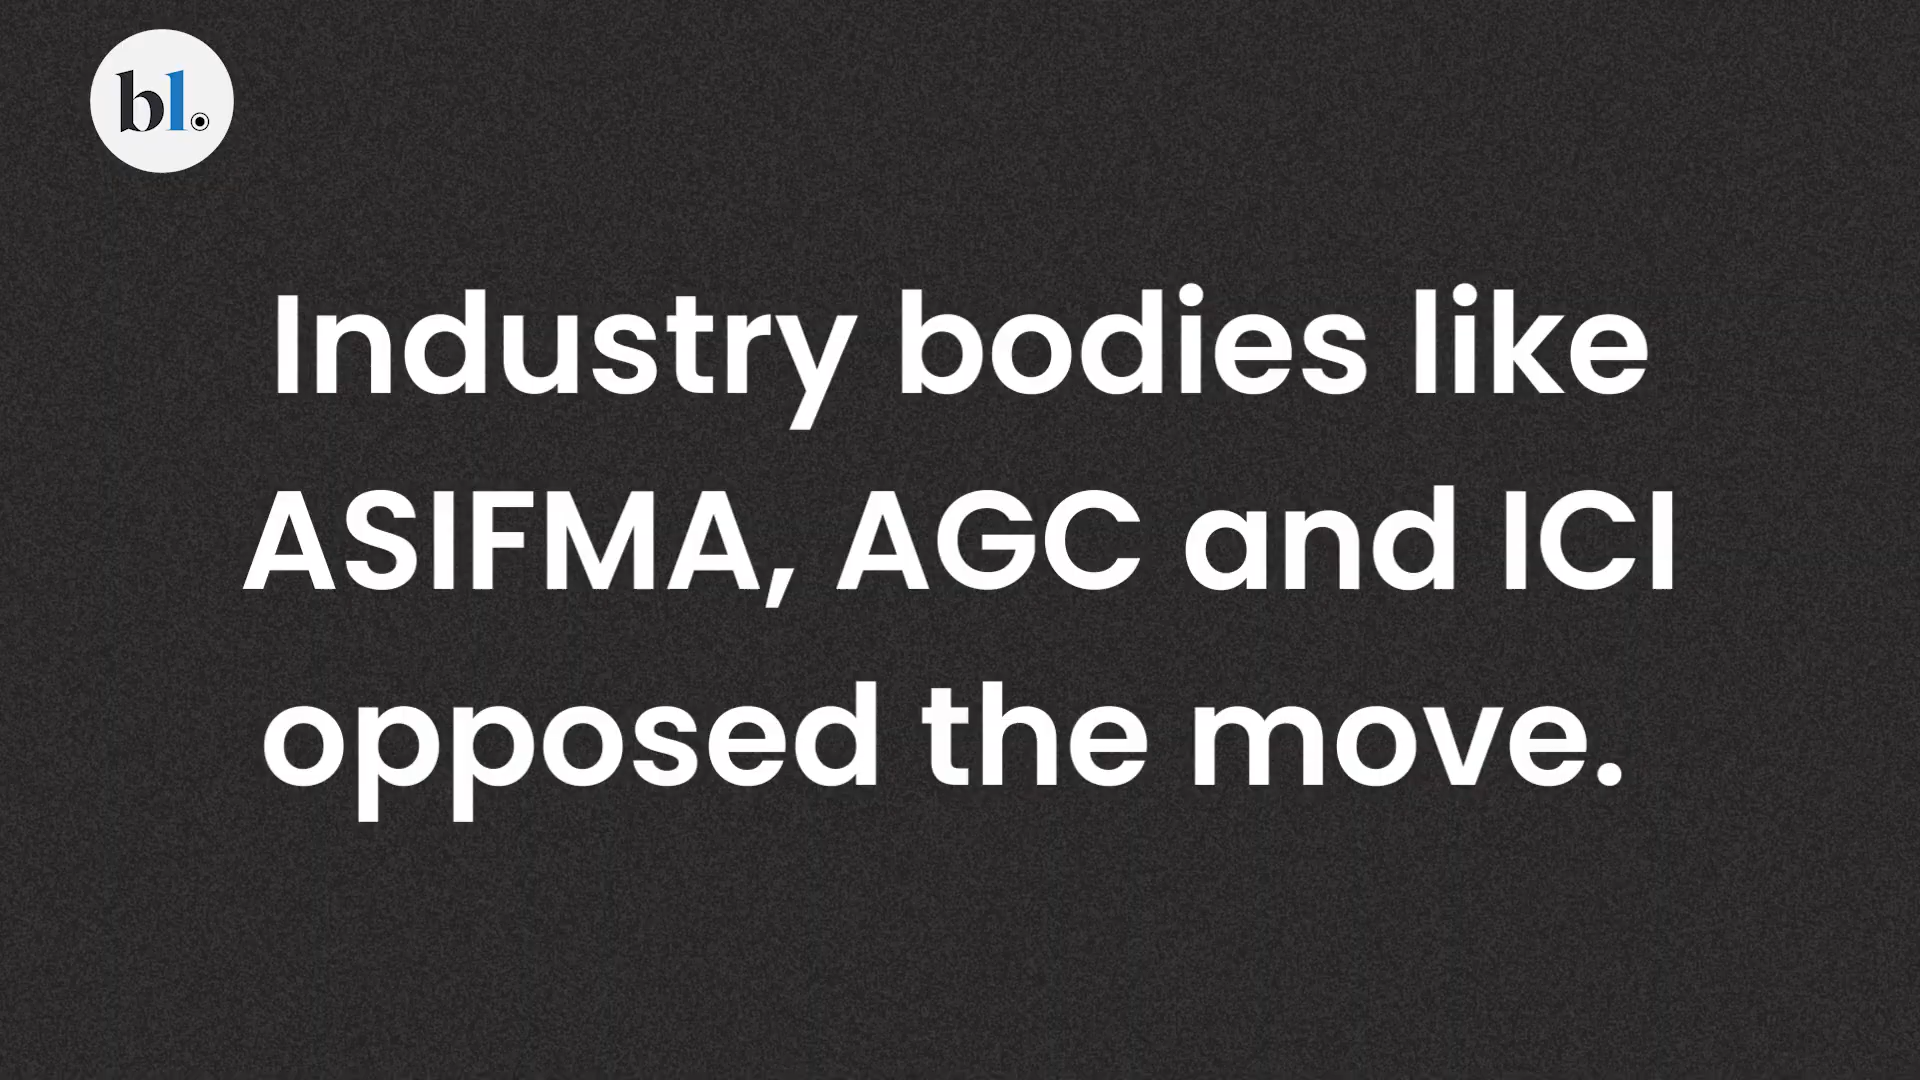 bl.
Industry bodies like
ASIFMA, AGC and ICI
opposed the move.